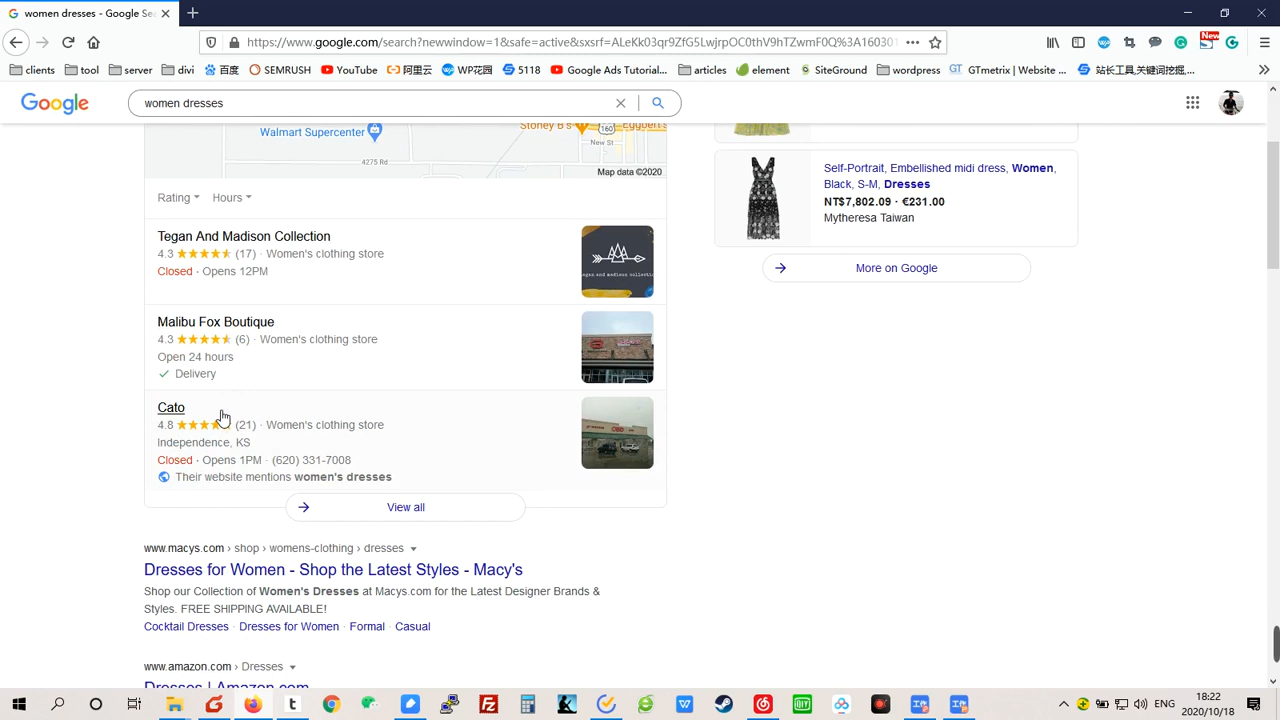 women dresses - Google Sea
https://www.google.com/search?newwindow=1&safe=active&sxsrf=ALeKk03qr9ZfG5LwjrpOC0thV9hTZwmF0Q%3A160301
New
clients
tool
server
divi
百度
SEMRUSH
YouTube
阿里云
WP花园
5118
Google Ads Tutorial...
articles
element
SiteGround
wordpress
GTmetrix | Website ...
站长工具,关键词挖掘,...
Google
women dresses
Walmart Supercenter
Stoney B's
160
Eggbert's
New St
4275 Rd
Map data ©2020
Rating
Hours
Tegan And Madison Collection
4.3 (17) · Women's clothing store
Closed · Opens 12PM
Malibu Fox Boutique
4.3 (6) · Women's clothing store
Open 24 hours
Delivery
Cato
4.8 (21) · Women's clothing store
Independence, KS
Closed · Opens 1PM · (620) 331-7008
Their website mentions women's dresses
View all
Self-Portrait, Embellished midi dress, Women,
Black, S-M, Dresses
NT$7,802.09 · €231.00
Mytheresa Taiwan
More on Google
www.macys.com › shop › womens-clothing › dresses
Dresses for Women - Shop the Latest Styles - Macy's
Shop our Collection of Women's Dresses at Macys.com for the Latest Designer Brands &
Styles. FREE SHIPPING AVAILABLE!
Cocktail Dresses · Dresses for Women · Formal · Casual
www.amazon.com › Dresses
Dresses | Amazon.com
ENG
18:22
2020/10/18